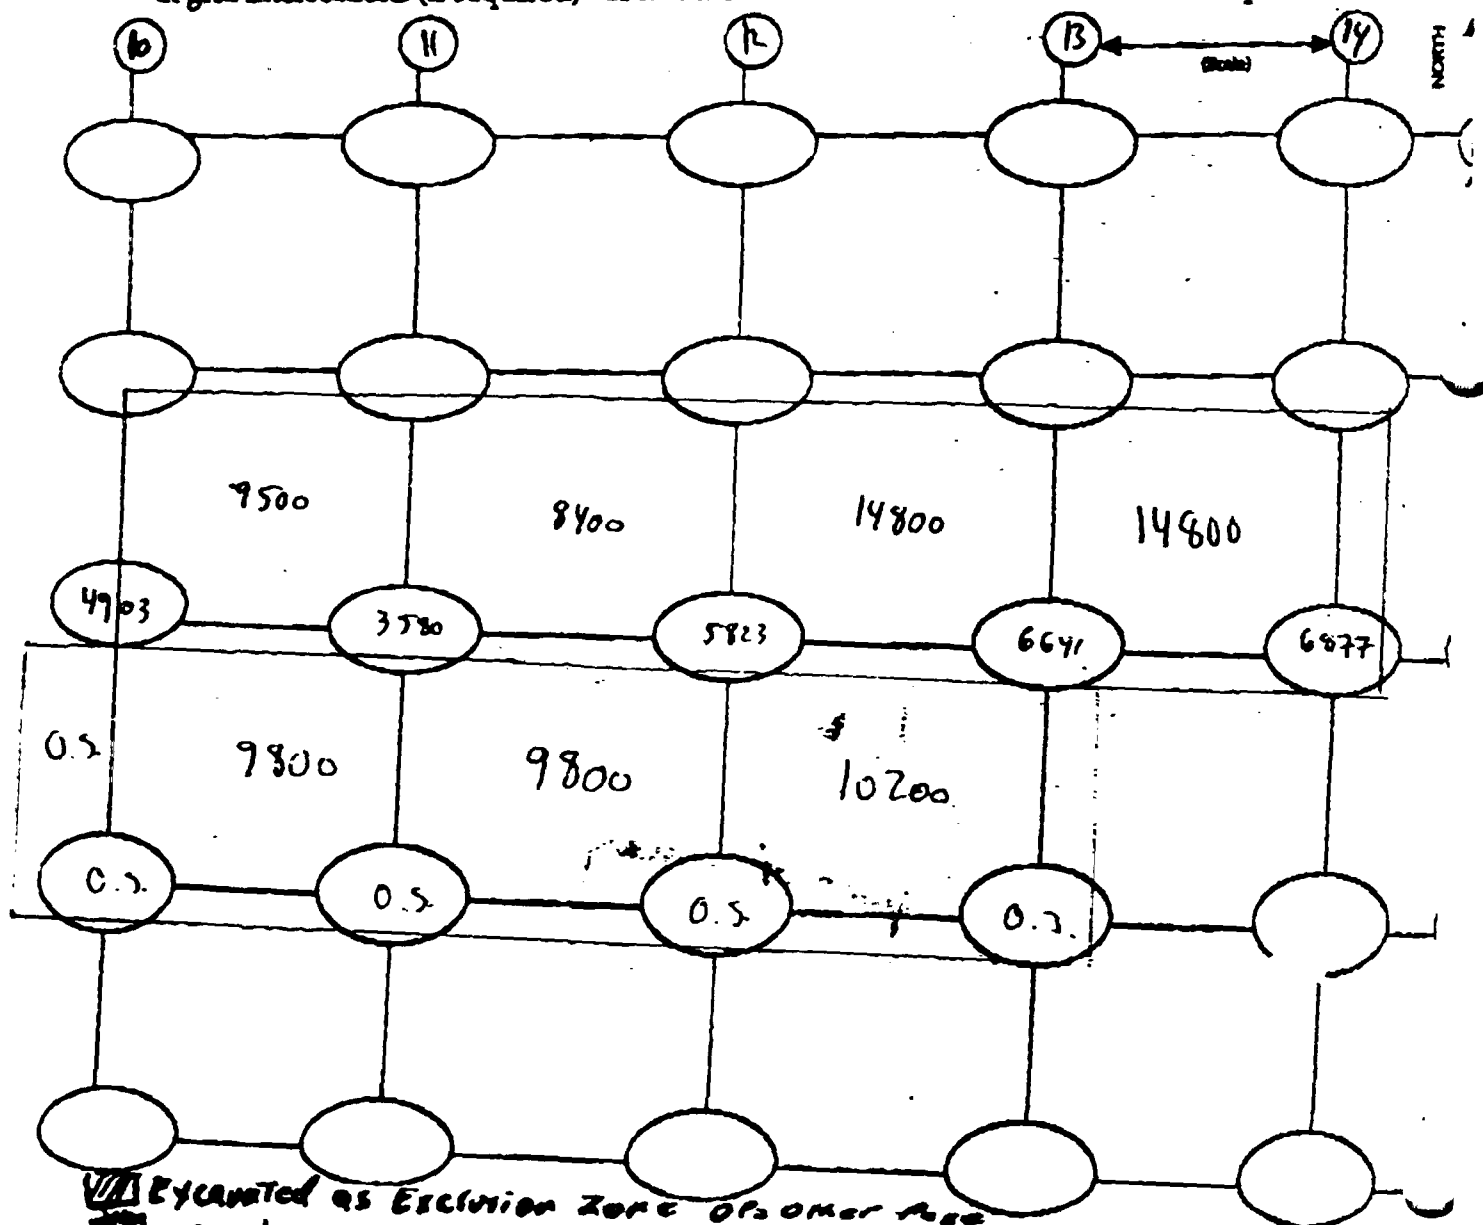 10 11 12 13 14
(Scale)
NORTH
9500 8400 14800 14800
4903 3580 5823 6641 6877
O.S. 9800 9800 10200
O.S. O.S. O.S. O.S.
Excavated as Exclusion Zone